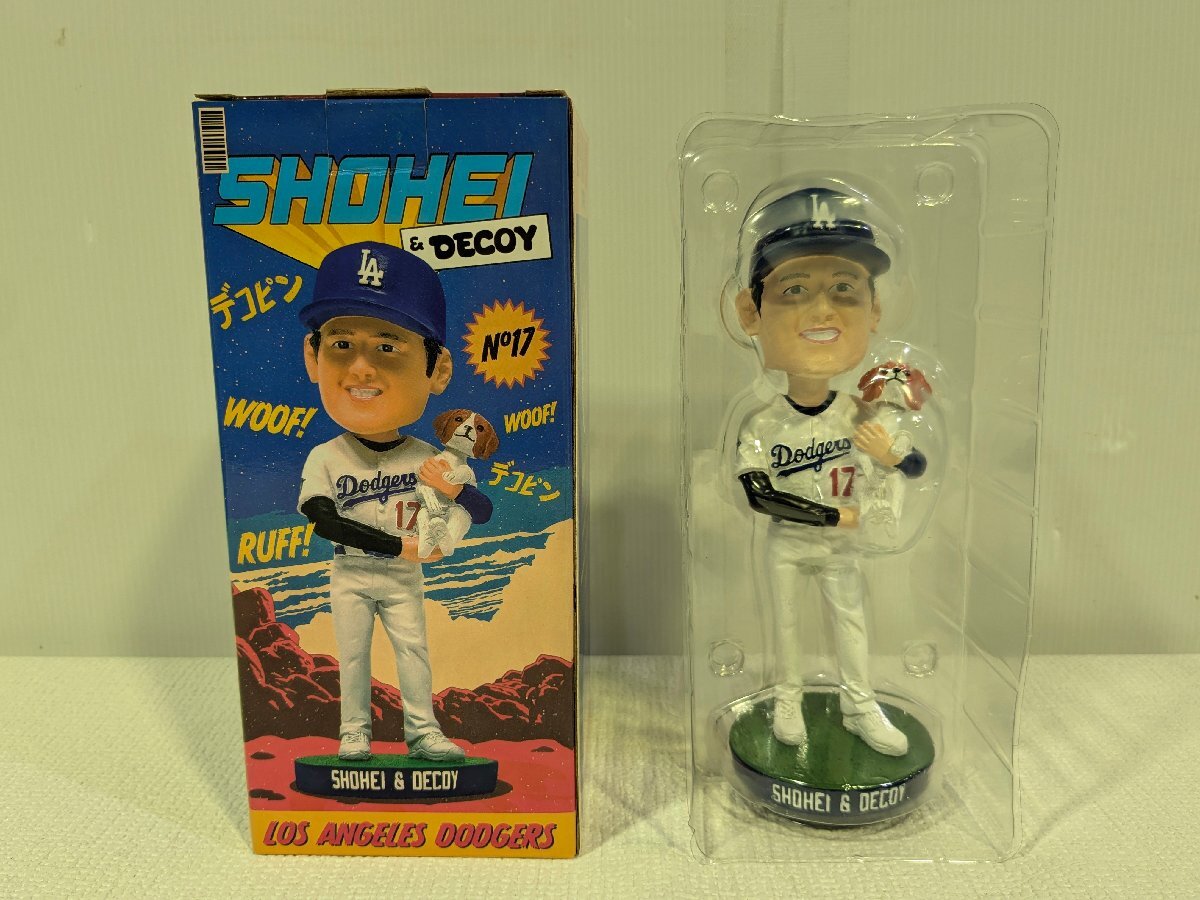 SHOHEI
& DECOY
デコピン
LA
Nº17
WOOF!
WOOF!
デコピン
Dodgers
17
RUFF!
SHOHEI & DECOY
LOS ANGELES DODGERS
LA
Dodgers
17
SHOHEI & DECOY